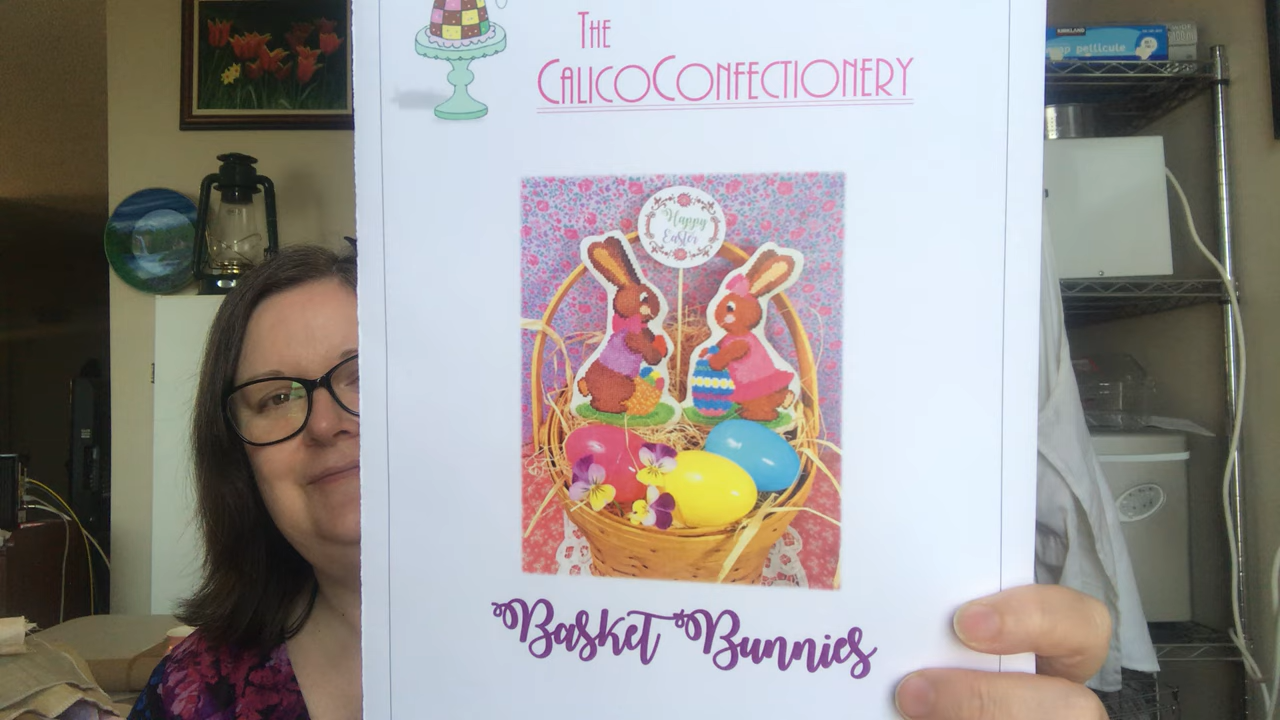 The
CalicoConfectionery
Happy
Easter
Basket Bunnies
KIRKLAND
pellicule